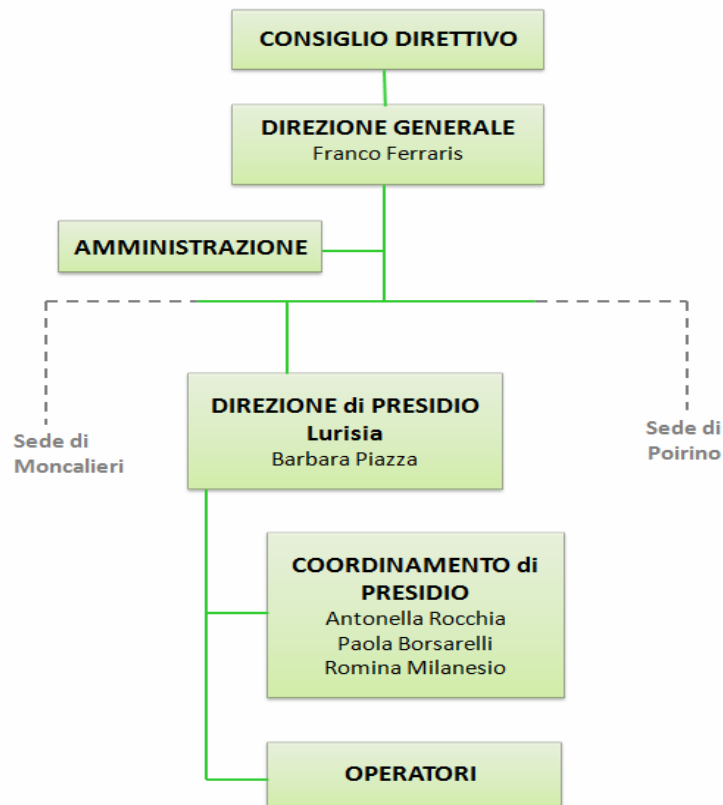 CONSIGLIO DIRETTIVO
DIREZIONE GENERALE
Franco Ferraris
AMMINISTRAZIONE
DIREZIONE di PRESIDIO
Lurisia
Barbara Piazza
Sede di
Moncalieri
Sede di
Poirino
COORDINAMENTO di
PRESIDIO
Antonella Rocchia
Paola Borsarelli
Romina Milanesio
OPERATORI